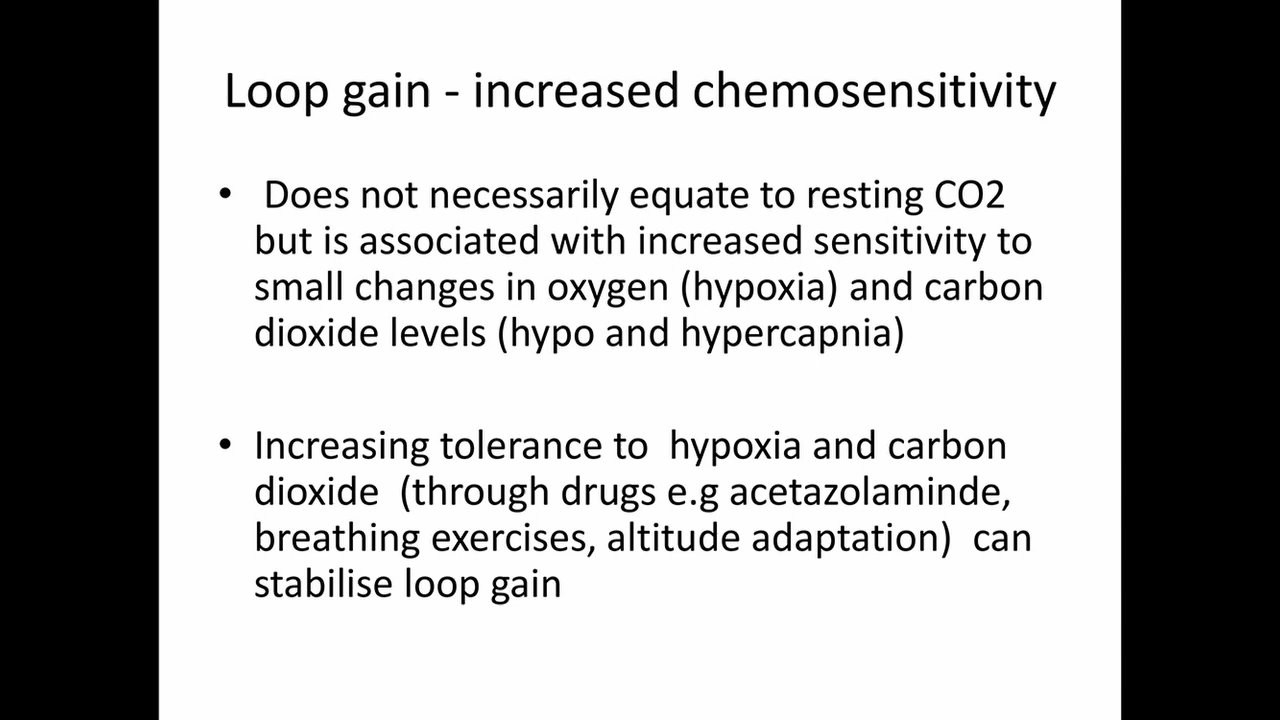 Loop gain - increased chemosensitivity
• Does not necessarily equate to resting CO2
but is associated with increased sensitivity to
small changes in oxygen (hypoxia) and carbon
dioxide levels (hypo and hypercapnia)
• Increasing tolerance to hypoxia and carbon
dioxide (through drugs e.g acetazolaminde,
breathing exercises, altitude adaptation) can
stabilise loop gain